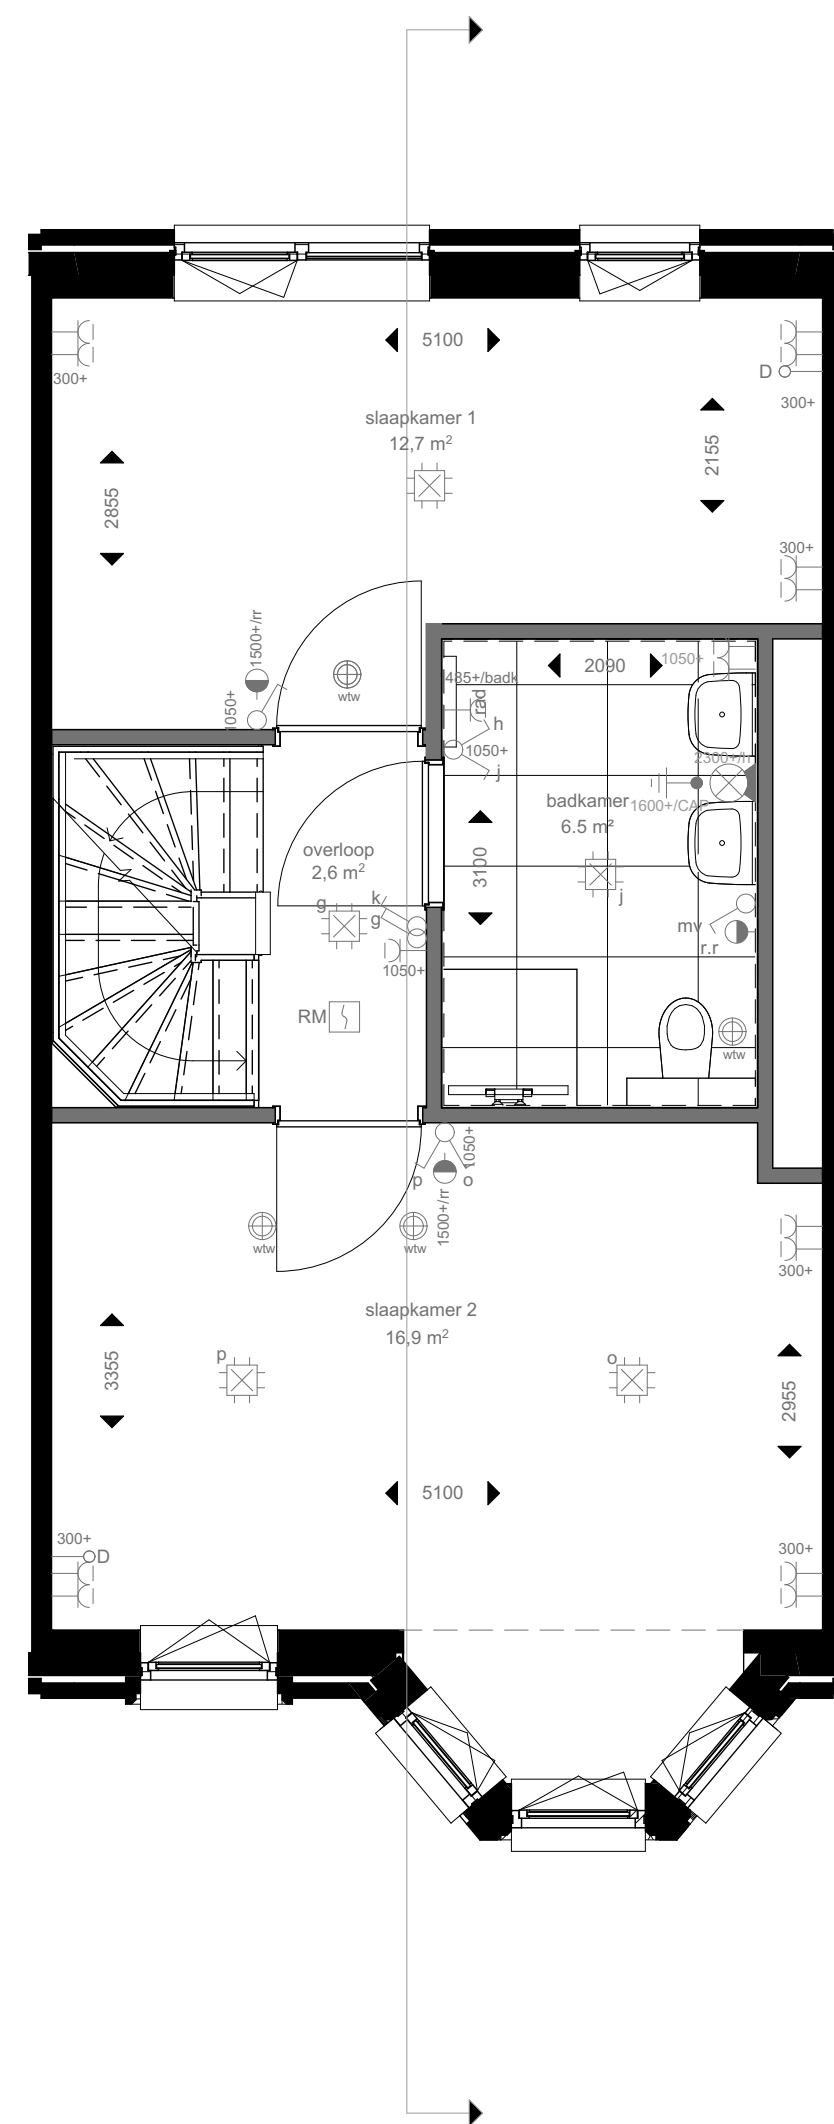 5100
300+
D
300+
slaapkamer 1
12,7 m²
2155
2855
300+
1500+/rr
1050+
wtw
2090
1050+
485+/badk
rad
h
1050+
j
2300+/h
1600+/CAP
badkamer
6.5 m²
3100
j
overloop
2,6 m²
g
k
g
1050+
mv
r.r
RM
wtw
1050+
p
o
1500+/rr
wtw
wtw
300+
slaapkamer 2
16,9 m²
p
o
3355
2955
5100
300+
D
300+